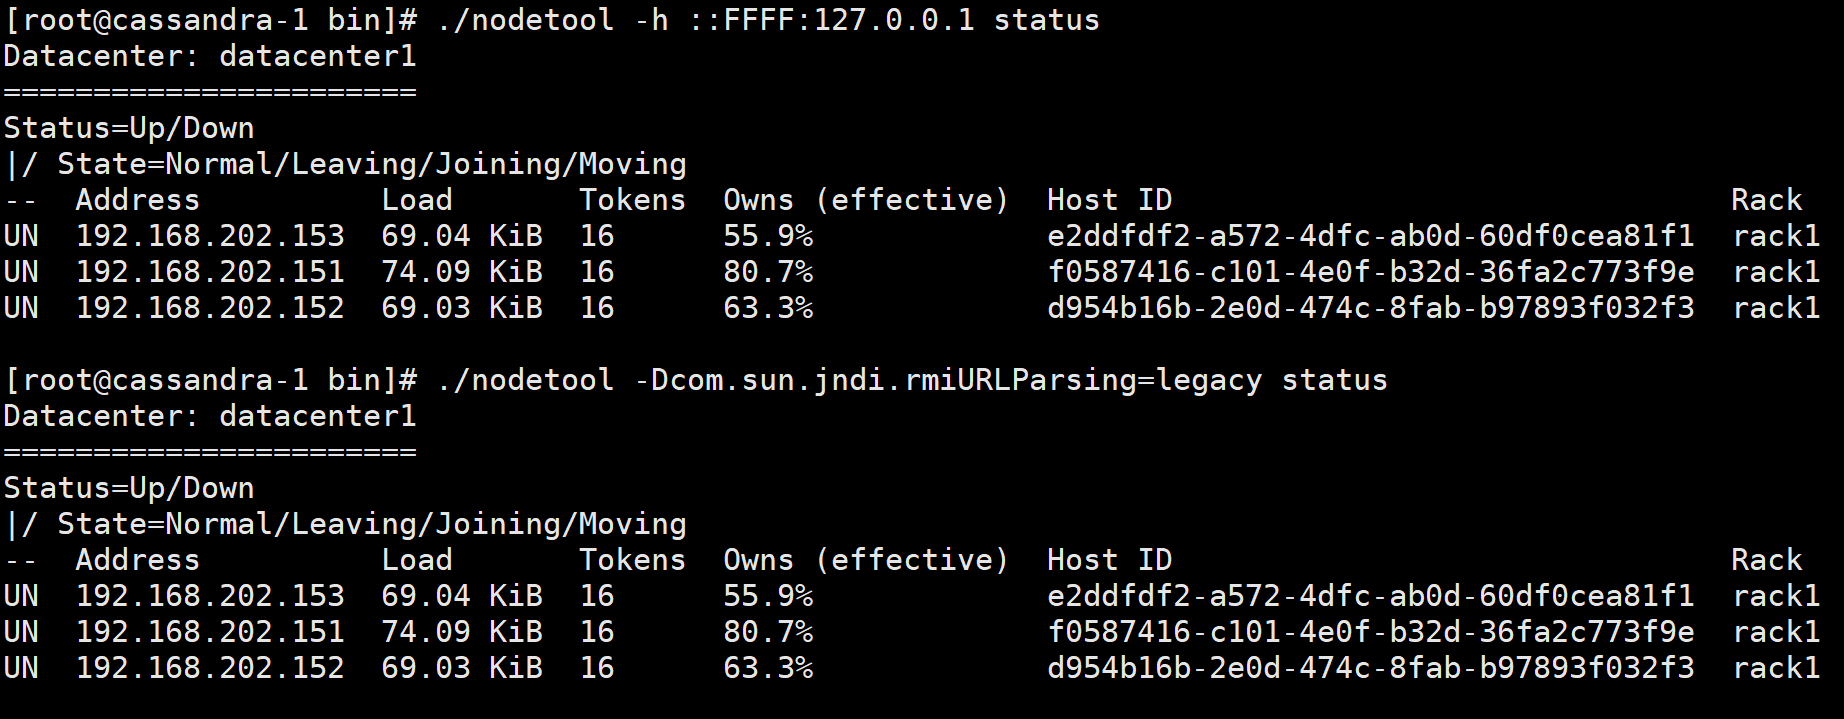 [root@cassandra-1 bin]# ./nodetool -h ::FFFF:127.0.0.1 status
Datacenter: datacenter1
=======================
Status=Up/Down
|/ State=Normal/Leaving/Joining/Moving
--  Address          Load       Tokens  Owns (effective)  Host ID                               Rack
UN  192.168.202.153  69.04 KiB  16      55.9%             e2ddfdf2-a572-4dfc-ab0d-60df0cea81f1  rack1
UN  192.168.202.151  74.09 KiB  16      80.7%             f0587416-c101-4e0f-b32d-36fa2c773f9e  rack1
UN  192.168.202.152  69.03 KiB  16      63.3%             d954b16b-2e0d-474c-8fab-b97893f032f3  rack1

[root@cassandra-1 bin]# ./nodetool -Dcom.sun.jndi.rmiURLParsing=legacy status
Datacenter: datacenter1
=======================
Status=Up/Down
|/ State=Normal/Leaving/Joining/Moving
--  Address          Load       Tokens  Owns (effective)  Host ID                               Rack
UN  192.168.202.153  69.04 KiB  16      55.9%             e2ddfdf2-a572-4dfc-ab0d-60df0cea81f1  rack1
UN  192.168.202.151  74.09 KiB  16      80.7%             f0587416-c101-4e0f-b32d-36fa2c773f9e  rack1
UN  192.168.202.152  69.03 KiB  16      63.3%             d954b16b-2e0d-474c-8fab-b97893f032f3  rack1